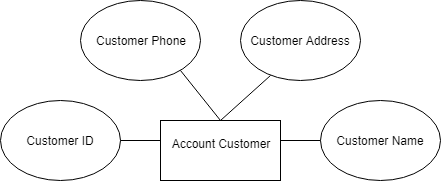 Customer Phone
Customer Address
Customer ID
Account Customer
Customer Name